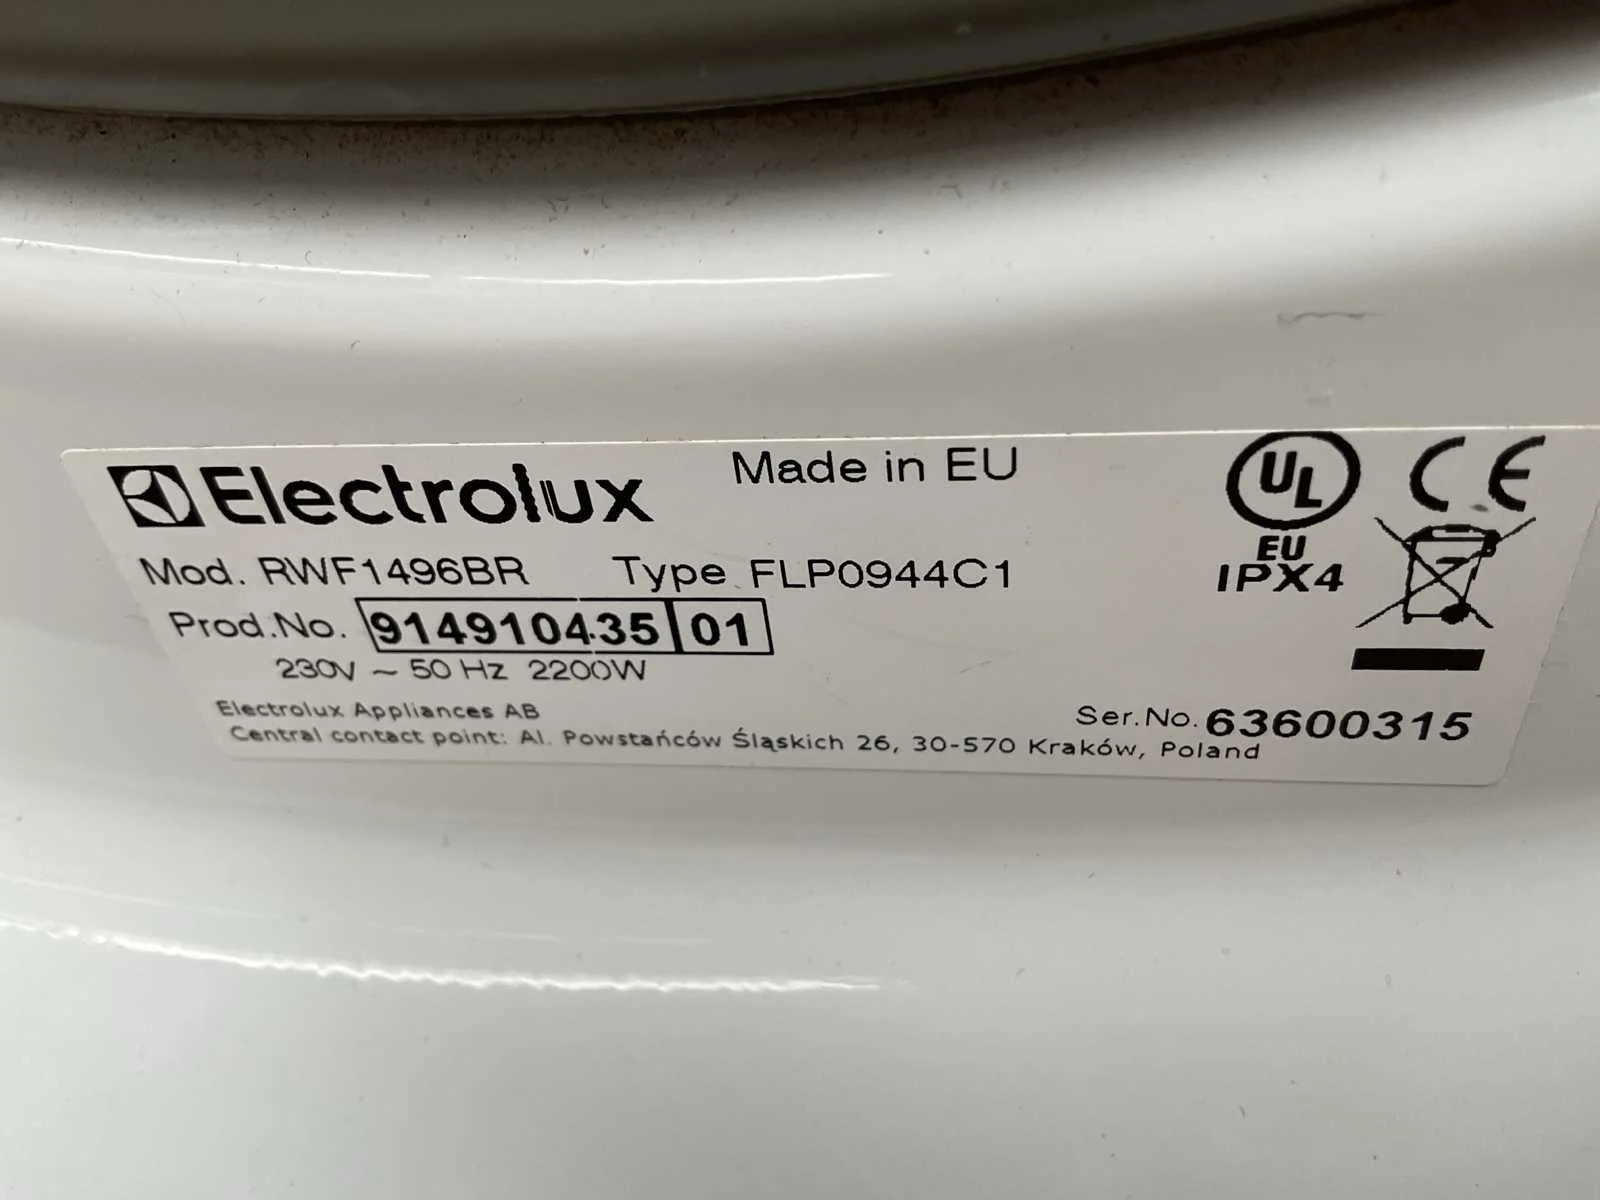 Electrolux Made in EU
Mod. RWF1496BR Type FLP0944C1
Prod.No. 914910435 01
230V ~ 50 Hz 2200W
Electrolux Appliances AB
Central contact point: Al. Powstańców Śląskich 26, 30-570 Kraków, Poland
Ser.No. 63600315
UL CE
EU
IPX4